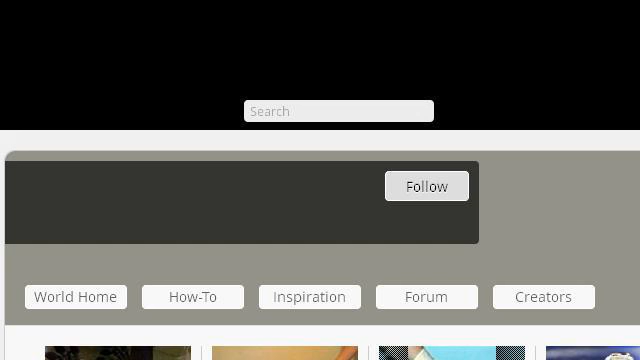 Search
Follow
World Home
How-To
Inspiration
Forum
Creators